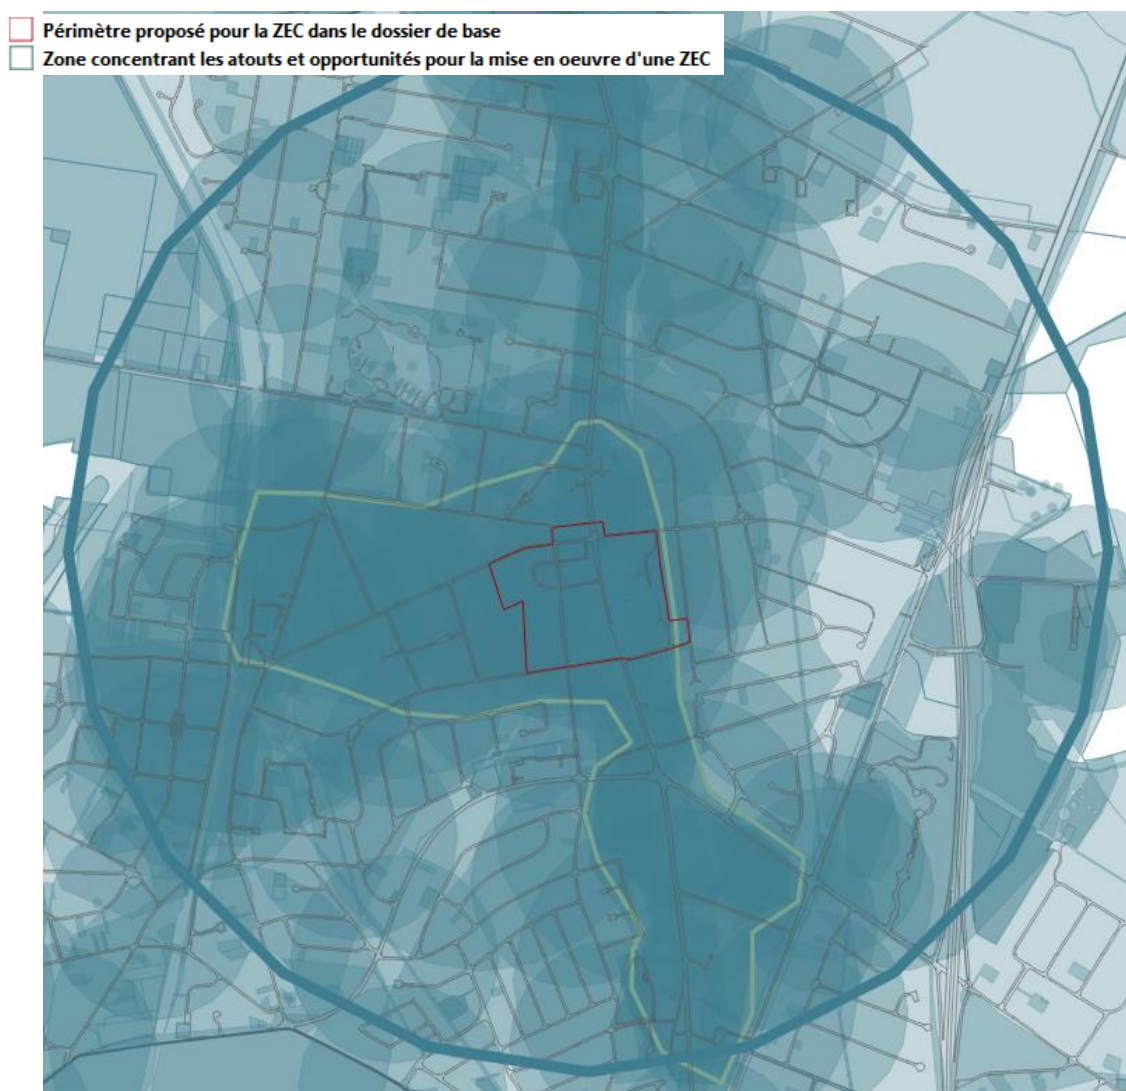 Périmètre proposé pour la ZEC dans le dossier de base
Zone concentrant les atouts et opportunités pour la mise en oeuvre d'une ZEC